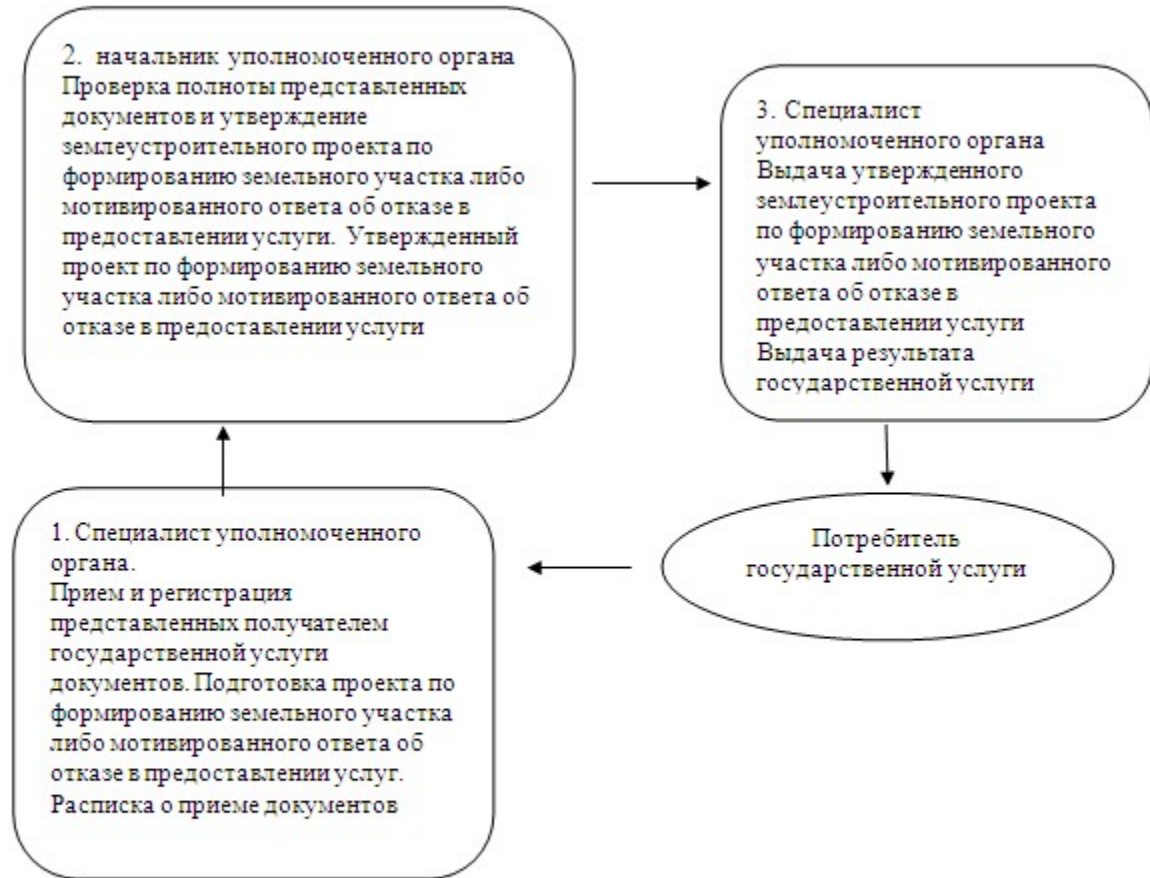 2. начальник уполномоченного органа
Проверка полноты представленных
документов и утверждение
землеустроительного проекта по
формированию земельного участка либо
мотивированного ответа об отказе в
предоставлении услуги. Утвержденный
проект по формированию земельного
участка либо мотивированного ответа об
отказе в предоставлении услуги
3. Специалист
уполномоченного органа
Выдача утвержденного
землеустроительного проекта
по формированию земельного
участка либо мотивированного
ответа об отказе в
предоставлении услуги
Выдача результата
государственной услуги
1. Специалист уполномоченного
органа.
Прием и регистрация
представленных получателем
государственной услуги
документов. Подготовка проекта по
формированию земельного участка
либо мотивированного ответа об
отказе в предоставлении услуг.
Расписка о приеме документов
Потребитель
государственной услуги